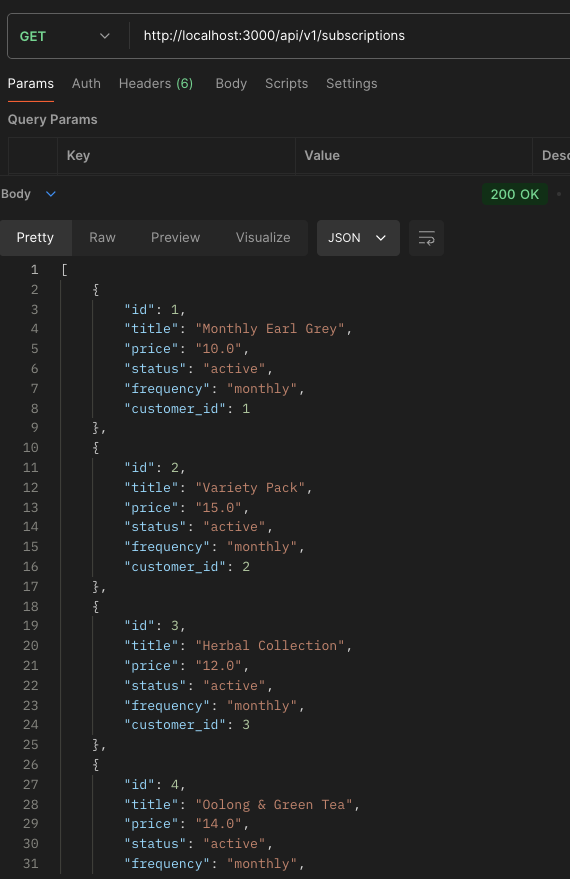 GET http://localhost:3000/api/v1/subscriptions
Params Auth Headers (6) Body Scripts Settings
Query Params
Key Value Desc
Body 200 OK
Pretty Raw Preview Visualize JSON
1 [
2 {
3 "id": 1,
4 "title": "Monthly Earl Grey",
5 "price": "10.0",
6 "status": "active",
7 "frequency": "monthly",
8 "customer_id": 1
9 },
10 {
11 "id": 2,
12 "title": "Variety Pack",
13 "price": "15.0",
14 "status": "active",
15 "frequency": "monthly",
16 "customer_id": 2
17 },
18 {
19 "id": 3,
20 "title": "Herbal Collection",
21 "price": "12.0",
22 "status": "active",
23 "frequency": "monthly",
24 "customer_id": 3
25 },
26 {
27 "id": 4,
28 "title": "Oolong & Green Tea",
29 "price": "14.0",
30 "status": "active",
31 "frequency": "monthly",